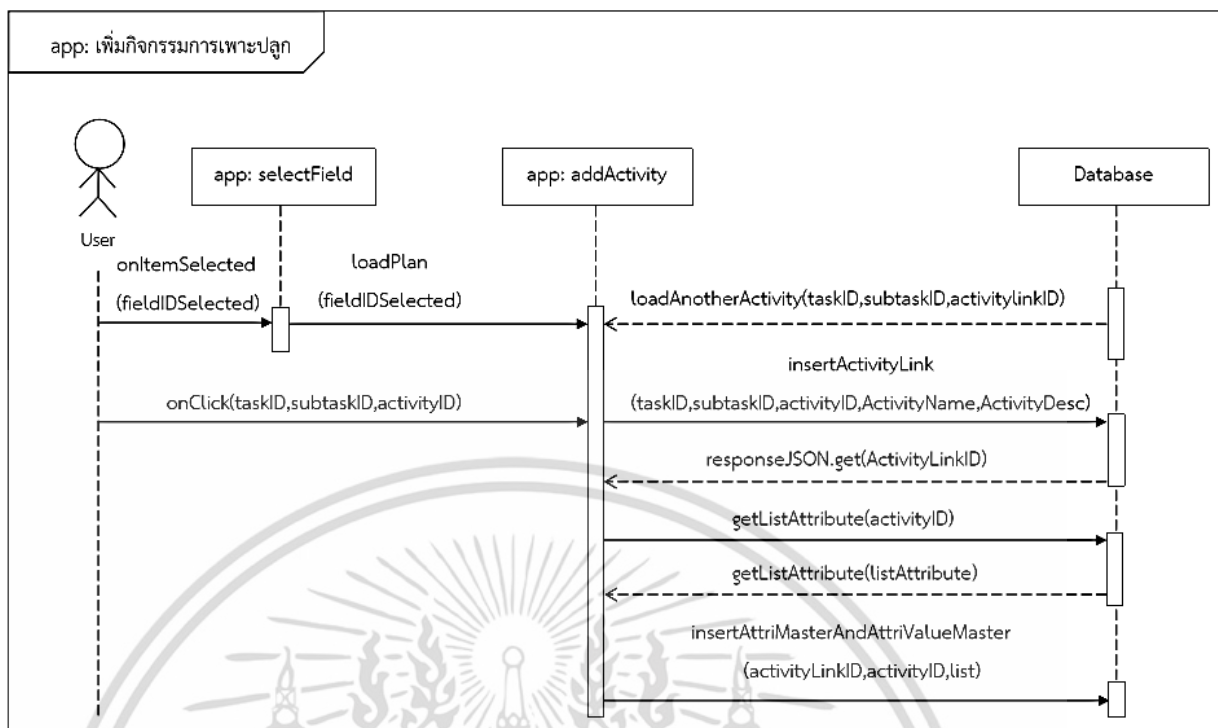 app: เพิ่มกิจกรรมการเพาะปลูก
app: selectField
app: addActivity
Database
User
onItemSelected
(fieldIDSelected)
loadPlan
(fieldIDSelected)
loadAnotherActivity(taskID,subtaskID,activitylinkID)
insertActivityLink
onClick(taskID,subtaskID,activityID)
(taskID,subtaskID,activityID,ActivityName,ActivityDesc)
responseJSON.get(ActivityLinkID)
getListAttribute(activityID)
getListAttribute(listAttribute)
insertAttriMasterAndAttriValueMaster
(activityLinkID,activityID,list)